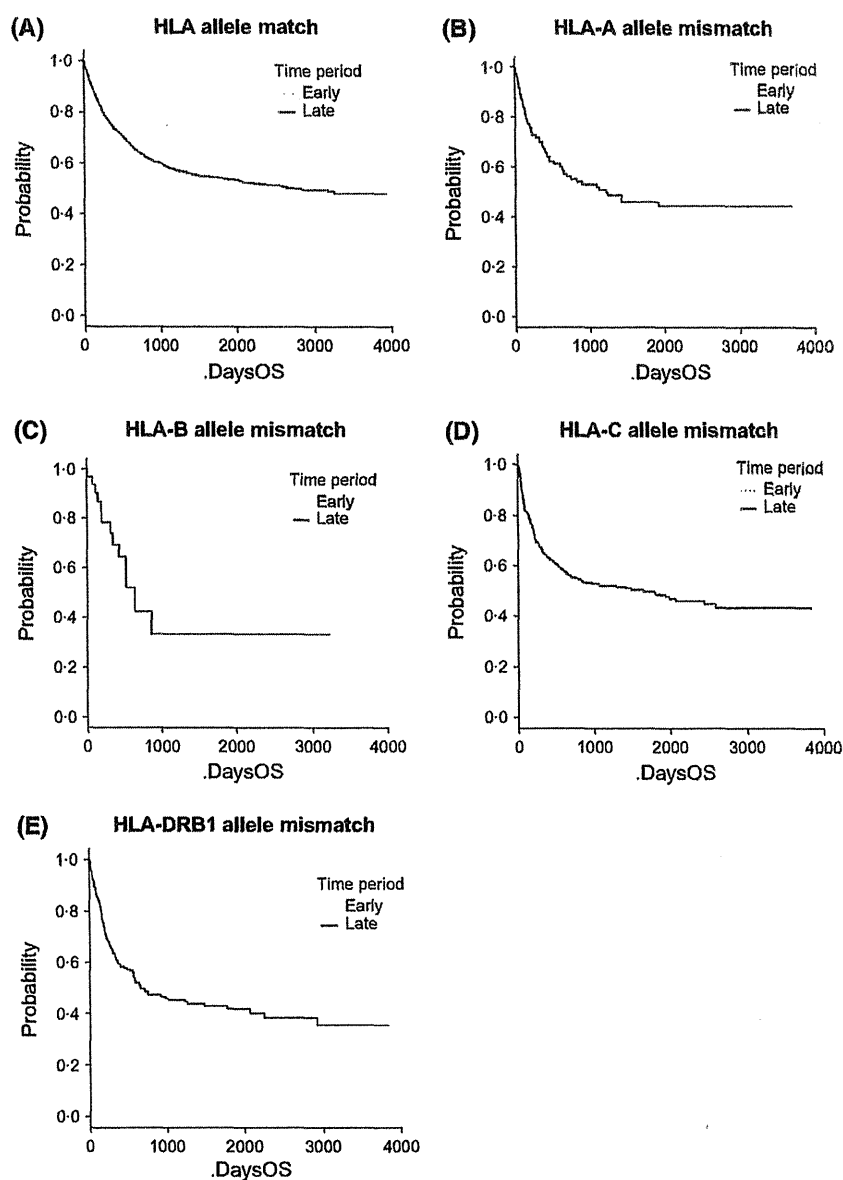 (A)
HLA allele match
Time period
Early
Late
Probability
1·0
0·8
0·6
0·4
0·2
0·0
0 1000 2000 3000 4000
.DaysOS
(B)
HLA-A allele mismatch
Time period
Early
Late
Probability
1·0
0·8
0·6
0·4
0·2
0·0
0 1000 2000 3000 4000
.DaysOS
(C)
HLA-B allele mismatch
Time period
Early
Late
Probability
1·0
0·8
0·6
0·4
0·2
0·0
0 1000 2000 3000 4000
.DaysOS
(D)
HLA-C allele mismatch
Time period
Early
Late
Probability
1·0
0·8
0·6
0·4
0·2
0·0
0 1000 2000 3000 4000
.DaysOS
(E)
HLA-DRB1 allele mismatch
Time period
Early
Late
Probability
1·0
0·8
0·6
0·4
0·2
0·0
0 1000 2000 3000 4000
.DaysOS